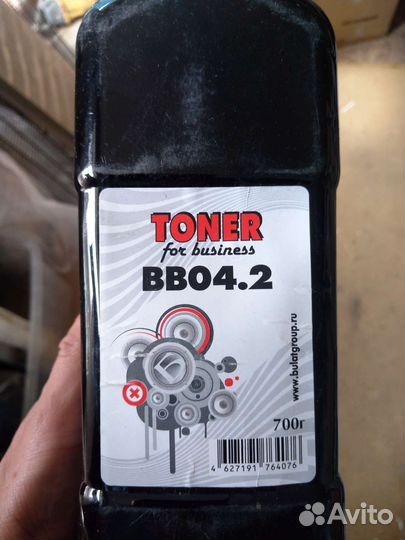 TONER
for business
BB04.2
www.bulatgroup.ru
700г
4 627191 764076
Avito